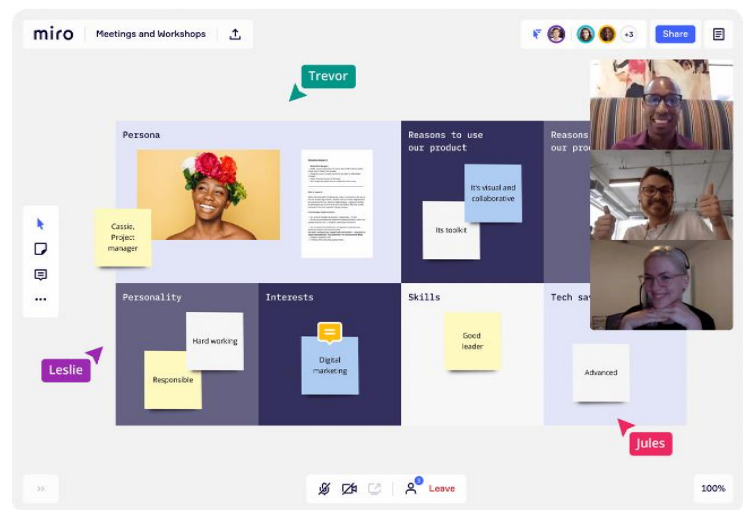 miro
Meetings and Workshops
+3
Share
Trevor
Persona
Reasons to use
our product
Reasons
our pro
It's visual and
collaborative
Its toolkit
Cassie,
Project
manager
Personality
Interests
Skills
Tech sa
Hard working
Responsible
Digital
marketing
Good
leader
Advanced
Leslie
Jules
3
Leave
100%